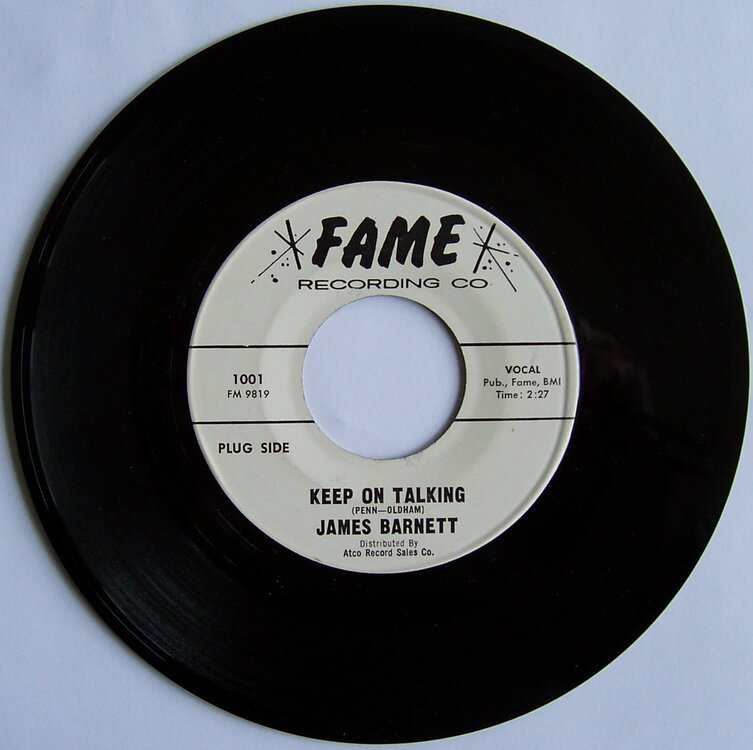 FAME
RECORDING CO.
1001
FM 9819
VOCAL
Pub., Fame, BMI
Time: 2:27
PLUG SIDE
KEEP ON TALKING
(PENN—OLDHAM)
JAMES BARNETT
Distributed By
Atco Record Sales Co.